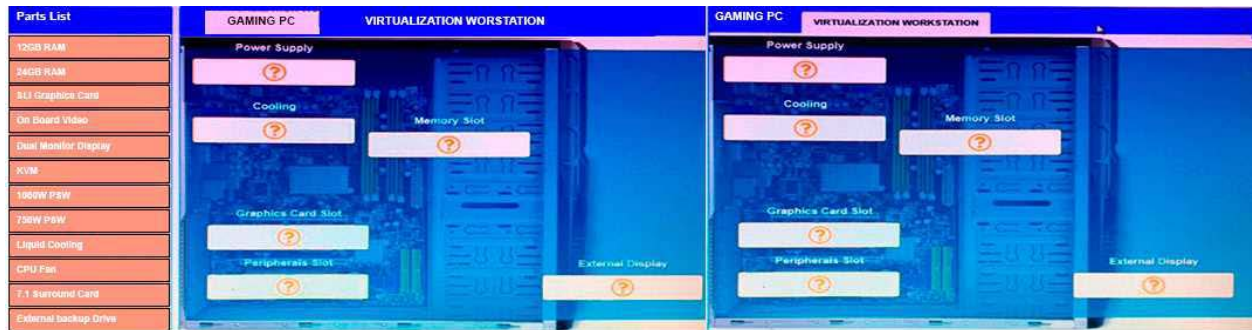 Parts List
12GB RAM
24GB RAM
SLI Graphics Card
On Board Video
Dual Monitor Display
KVM
1000W PSW
750W PSW
Liquid Cooling
CPU Fan
7.1 Surround Card
External backup Drive
GAMING PC
VIRTUALIZATION WORSTATION
Power Supply
?
Cooling
?
Memory Slot
?
Graphics Card Slot
?
Peripherals Slot
?
External Display
?
GAMING PC
VIRTUALIZATION WORKSTATION
Power Supply
?
Cooling
?
Memory Slot
?
Graphics Card Slot
?
Peripherals Slot
?
External Display
?